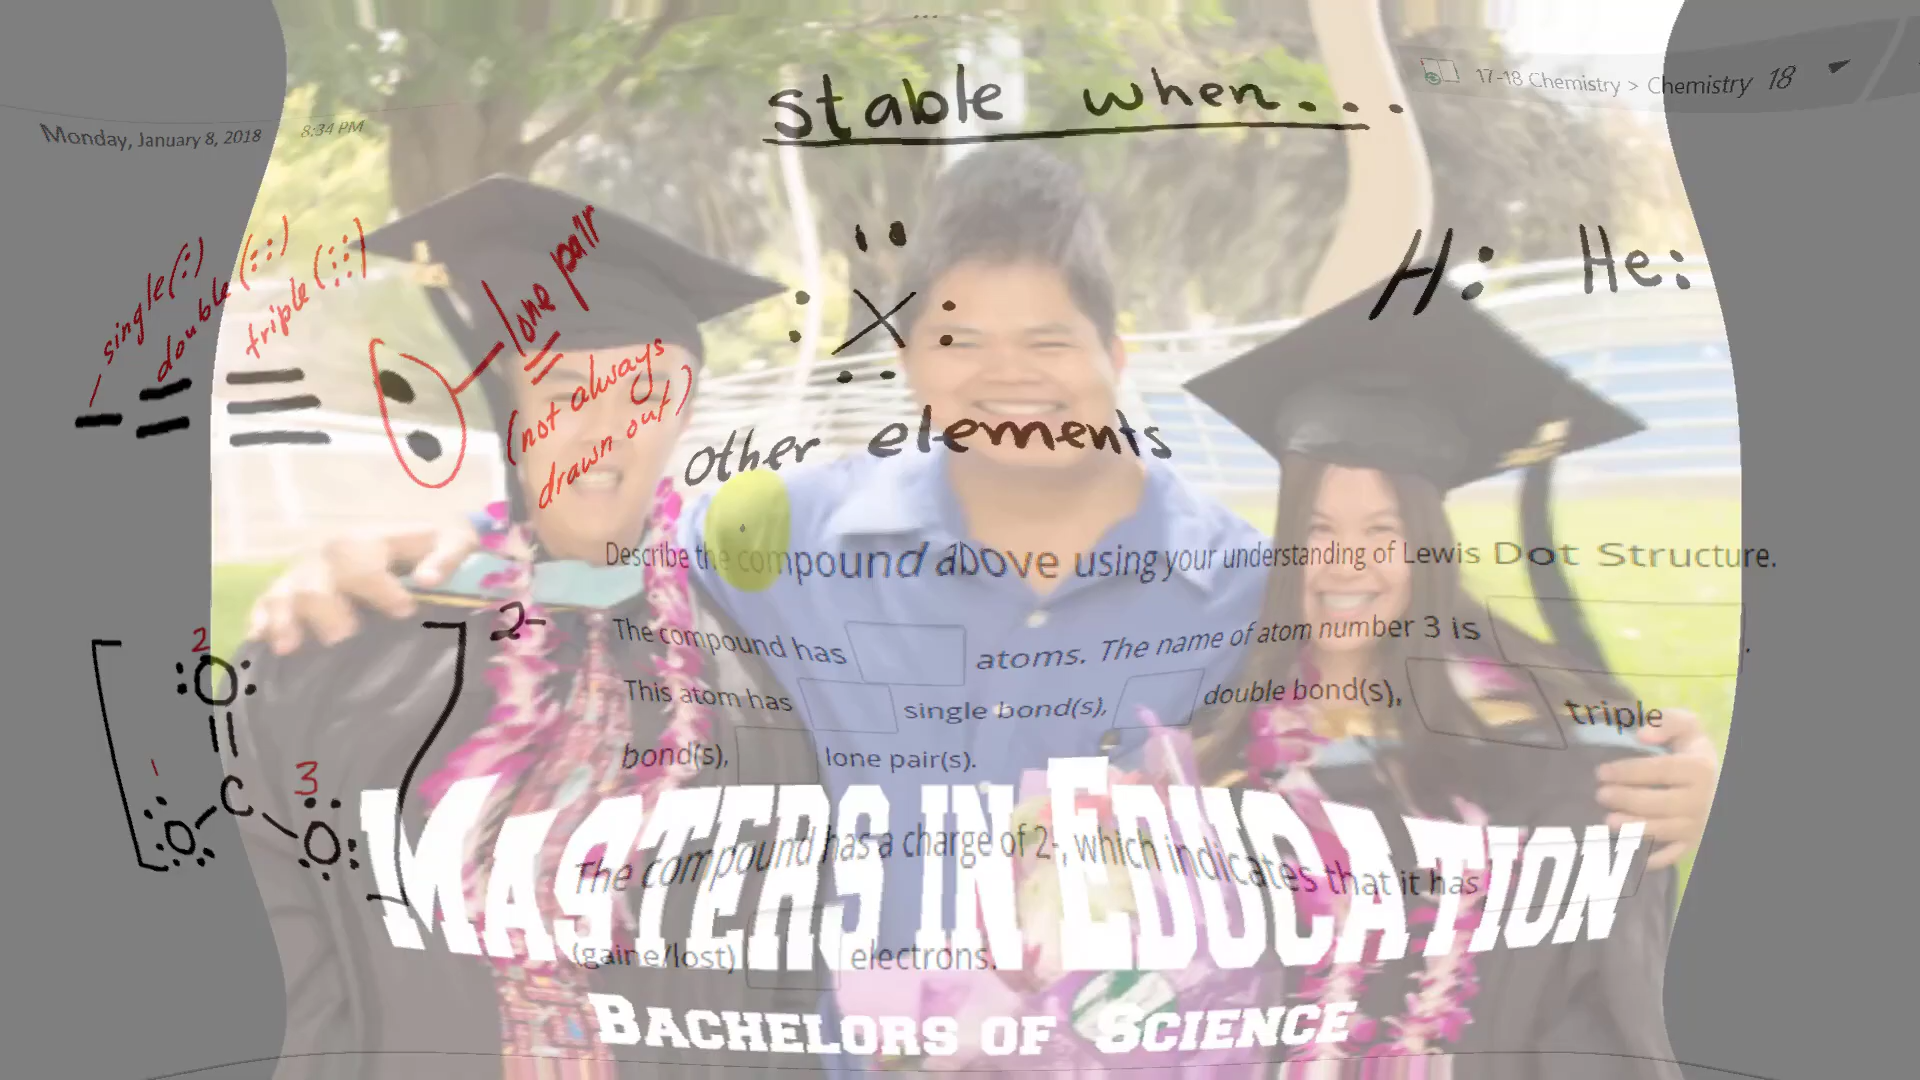 ...
stable when...
17-18 Chemistry > Chemistry 18
Monday, January 8, 2018 8:34 PM
single(:)
double(::)
triple(:::)
lone pair
(not always
drawn out)
X
H: He:
other elements
Describe the compound above using your understanding of Lewis Dot Structure.
2-
2
O
The compound has atoms. The name of atom number 3 is .
This atom has single bond(s), double bond(s), triple
bond(s), lone pair(s).
1
C
3
O
O
MASTERS IN EDUCATION
The compound has a charge of 2-, which indicates that it has
(gaine/lost) electrons.
BACHELORS OF SCIENCE